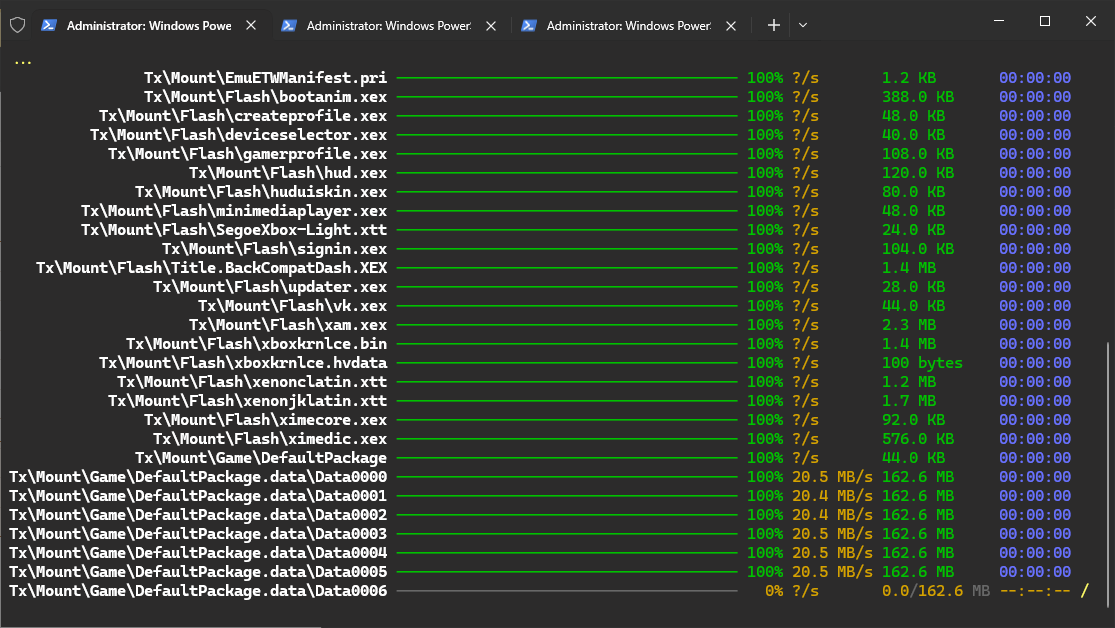 Administrator: Windows Powe
Administrator: Windows Power
Administrator: Windows Power
...
Tx\Mount\EmuETWManifest.pri 100% ?/s 1.2 KB 00:00:00
Tx\Mount\Flash\bootanim.xex 100% ?/s 388.0 KB 00:00:00
Tx\Mount\Flash\createprofile.xex 100% ?/s 48.0 KB 00:00:00
Tx\Mount\Flash\deviceselector.xex 100% ?/s 40.0 KB 00:00:00
Tx\Mount\Flash\gamerprofile.xex 100% ?/s 108.0 KB 00:00:00
Tx\Mount\Flash\hud.xex 100% ?/s 120.0 KB 00:00:00
Tx\Mount\Flash\huduiskin.xex 100% ?/s 80.0 KB 00:00:00
Tx\Mount\Flash\minimediaplayer.xex 100% ?/s 48.0 KB 00:00:00
Tx\Mount\Flash\SegoeXbox-Light.xtt 100% ?/s 24.0 KB 00:00:00
Tx\Mount\Flash\signin.xex 100% ?/s 104.0 KB 00:00:00
Tx\Mount\Flash\Title.BackCompatDash.XEX 100% ?/s 1.4 MB 00:00:00
Tx\Mount\Flash\updater.xex 100% ?/s 28.0 KB 00:00:00
Tx\Mount\Flash\vk.xex 100% ?/s 44.0 KB 00:00:00
Tx\Mount\Flash\xam.xex 100% ?/s 2.3 MB 00:00:00
Tx\Mount\Flash\xboxkrnlce.bin 100% ?/s 1.4 MB 00:00:00
Tx\Mount\Flash\xboxkrnlce.hvdata 100% ?/s 100 bytes 00:00:00
Tx\Mount\Flash\xenonclatin.xtt 100% ?/s 1.2 MB 00:00:00
Tx\Mount\Flash\xenonjklatin.xtt 100% ?/s 1.7 MB 00:00:00
Tx\Mount\Flash\ximecore.xex 100% ?/s 92.0 KB 00:00:00
Tx\Mount\Flash\ximedic.xex 100% ?/s 576.0 KB 00:00:00
Tx\Mount\Game\DefaultPackage 100% ?/s 44.0 KB 00:00:00
Tx\Mount\Game\DefaultPackage.data\Data0000 100% 20.5 MB/s 162.6 MB 00:00:00
Tx\Mount\Game\DefaultPackage.data\Data0001 100% 20.4 MB/s 162.6 MB 00:00:00
Tx\Mount\Game\DefaultPackage.data\Data0002 100% 20.4 MB/s 162.6 MB 00:00:00
Tx\Mount\Game\DefaultPackage.data\Data0003 100% 20.5 MB/s 162.6 MB 00:00:00
Tx\Mount\Game\DefaultPackage.data\Data0004 100% 20.5 MB/s 162.6 MB 00:00:00
Tx\Mount\Game\DefaultPackage.data\Data0005 100% 20.5 MB/s 162.6 MB 00:00:00
Tx\Mount\Game\DefaultPackage.data\Data0006 0% ?/s 0.0/162.6 MB --:--:-- /